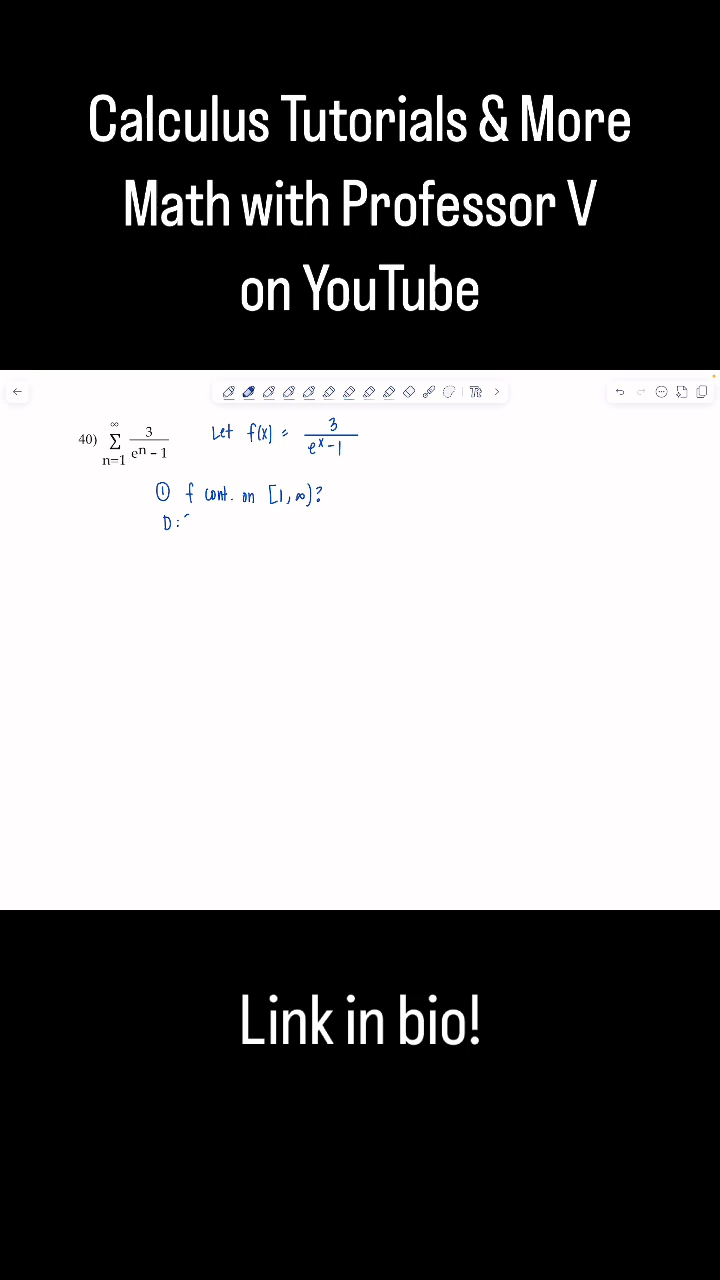 Calculus Tutorials & More
Math with Professor V
on YouTube
40) ∞ Σ n=1 3/(eⁿ − 1) Let f(x) = 3/(eˣ − 1)
① f cont. on [1, ∞)?
D:
Link in bio!